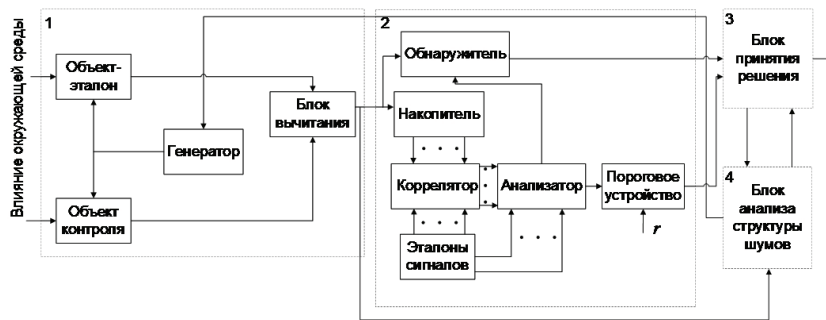 Влияние окружающей среды
1
Объект-
эталон
Блок
вычитания
Генератор
Объект
контроля
2
Обнаружитель
Накопитель
Коррелятор
Анализатор
Пороговое
устройство
Эталоны
сигналов
r
3
Блок
принятия
решения
4
Блок
анализа
структуры
шумов